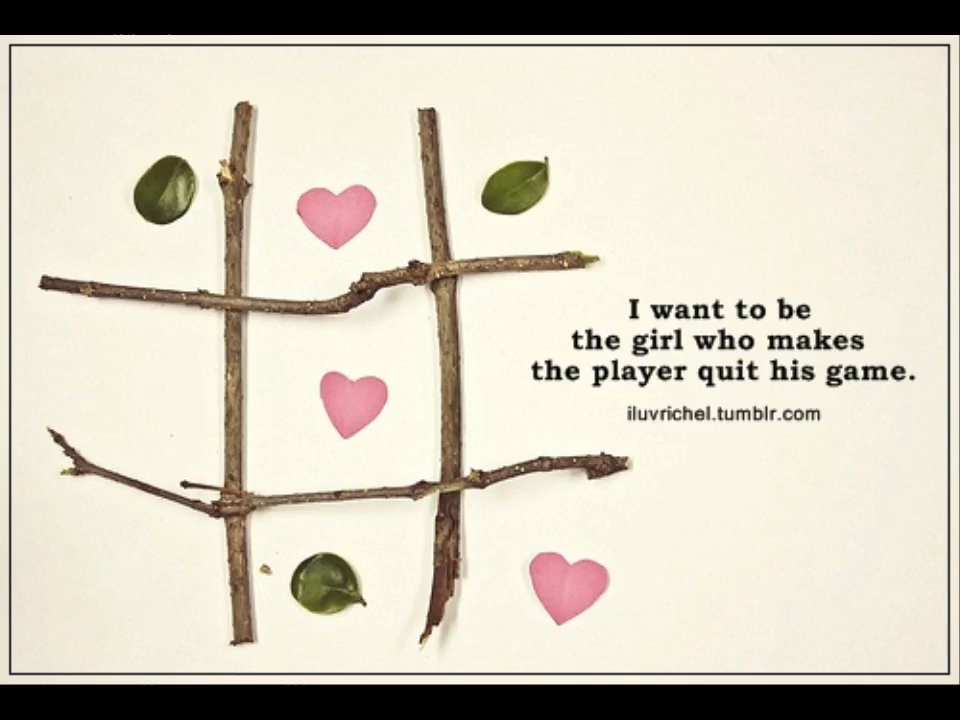 I want to be
the girl who makes
the player quit his game.
iluvrichel.tumblr.com